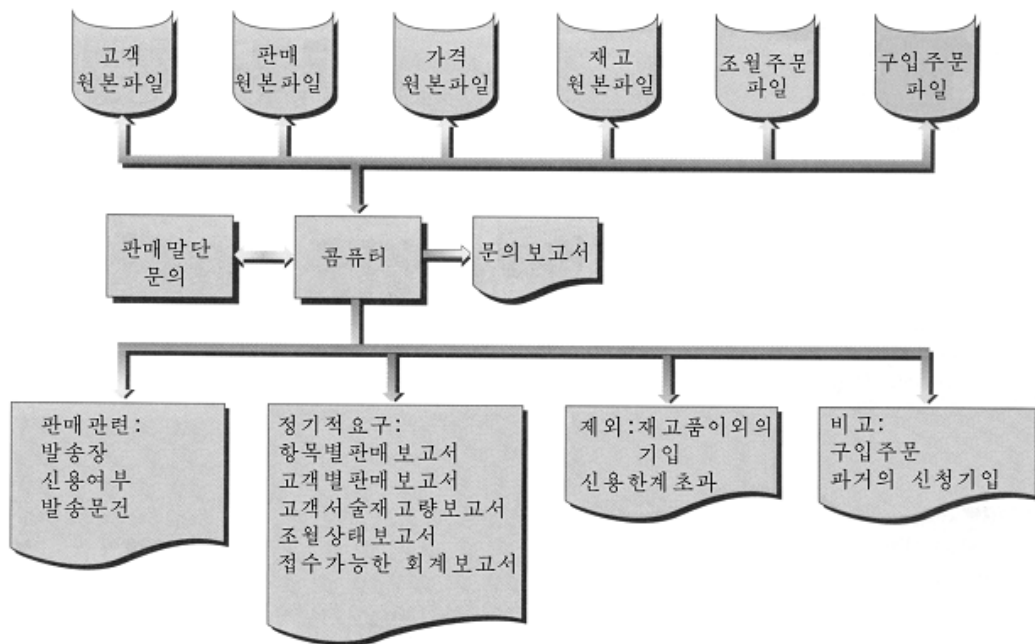 고객
원본파일
판매
원본파일
가격
원본파일
재고
원본파일
조월주문
파일
구입주문
파일
판매말단
문의
콤퓨터
문의보고서
판매관련:
발송장
신용여부
발송문건
정기적요구:
항목별판매보고서
고객별판매보고서
고객서술재고량보고서
조월상태보고서
접수가능한 회계보고서
제외:재고품이외의
기입
신용한계초과
비고:
구입주문
과거의 신청기입